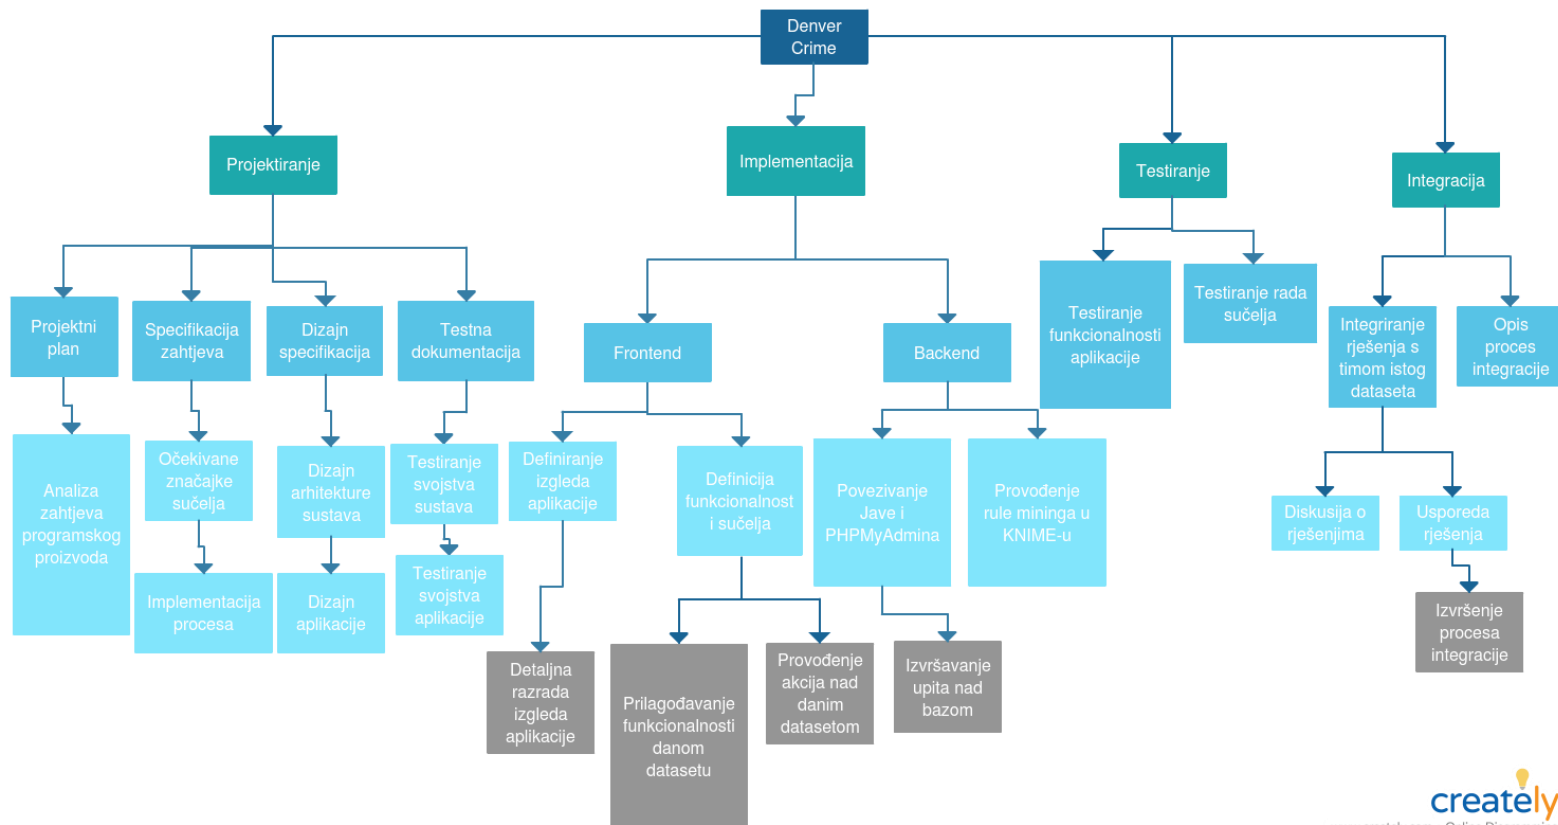 Denver
Crime
Projektiranje
Implementacija
Testiranje
Integracija
Projektni
plan
Specifikacija
zahtjeva
Dizajn
specifikacija
Testna
dokumentacija
Frontend
Backend
Testiranje
funkcionalnosti
aplikacije
Testiranje rada
sučelja
Integriranje
rješenja s
timom istog
dataseta
Opis
proces
integracije
Analiza
zahtjeva
programskog
proizvoda
Očekivane
značajke
sučelja
Dizajn
arhitekture
sustava
Testiranje
svojstva
sustava
Definiranje
izgleda
aplikacije
Definicija
funkcionalnost
i sučelja
Povezivanje
Jave i
PHPMyAdmina
Provođenje
rule mininga u
KNIME-u
Diskusija o
rješenjima
Usporeda
rješenja
Implementacija
procesa
Dizajn
aplikacije
Testiranje
svojstva
aplikacije
Detaljna
razrada
izgleda
aplikacije
Prilagođavanje
funkcionalnosti
danom
datasetu
Provođenje
akcija nad
danim
datasetom
Izvršavanje
upita nad
bazom
Izvršenje
procesa
integracije
creately